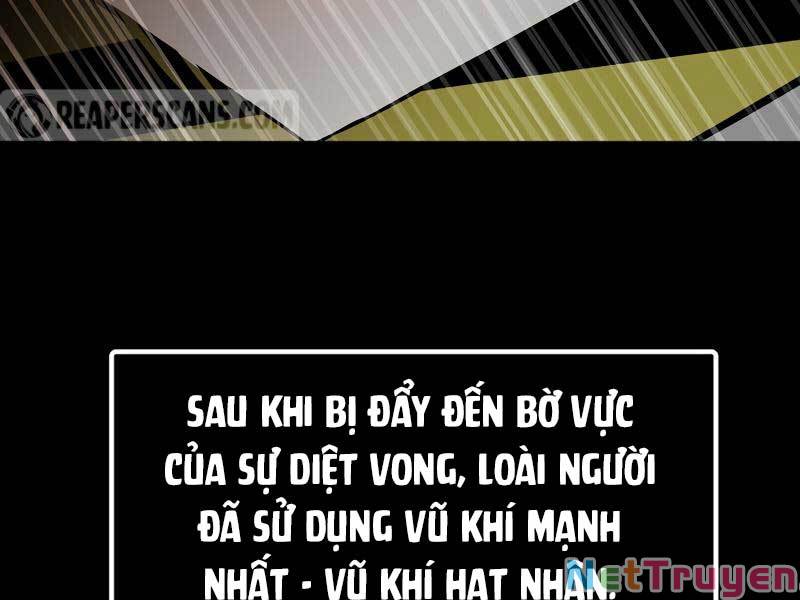 REAPERSCANS.COM
SAU KHI BỊ ĐẨY ĐẾN BỜ VỰC
CỦA SỰ DIỆT VONG, LOÀI NGƯỜI
ĐÃ SỬ DỤNG VŨ KHÍ MẠNH
NHẤT - VŨ KHÍ HẠT NHÂN.
NetTruyen